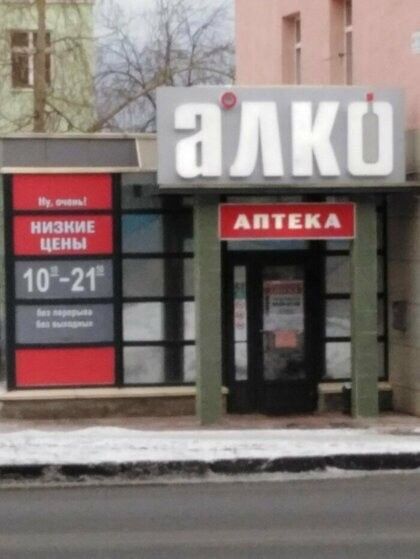 алко
АПТЕКА
Ну, очень!
НИЗКИЕ
ЦЕНЫ
10⁰⁰-21⁰⁰
без перерыва
без выходных